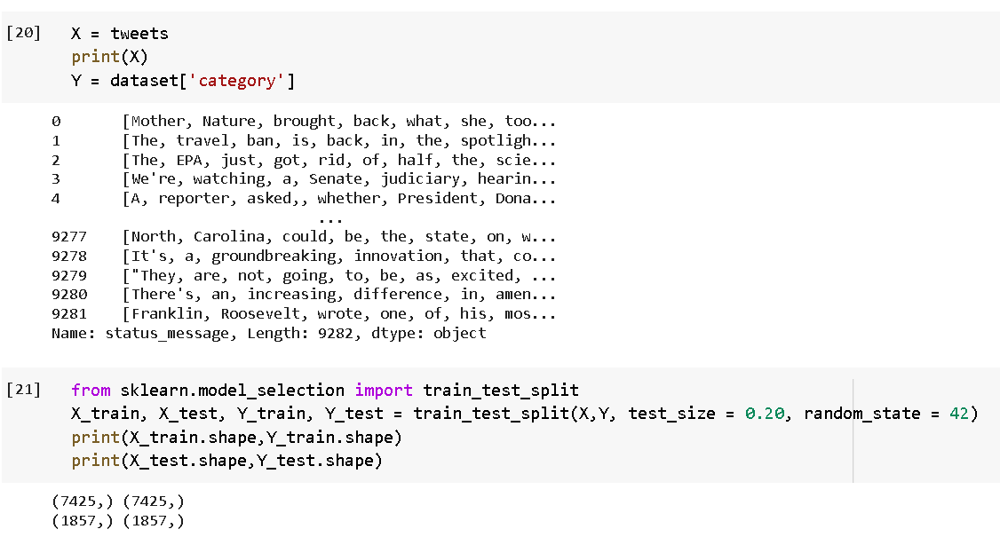 [20] X = tweets
print(X)
Y = dataset['category']
0 [Mother, Nature, brought, back, what, she, too...
1 [The, travel, ban, is, back, in, the, spotligh...
2 [The, EPA, just, got, rid, of, half, the, scie...
3 [We're, watching, a, Senate, judiciary, hearin...
4 [A, reporter, asked,, whether, President, Dona...
...
9277 [North, Carolina, could, be, the, state, on, w...
9278 [It's, a, groundbreaking, innovation, that, co...
9279 ["They, are, not, going, to, be, as, excited, ...
9280 [There's, an, increasing, difference, in, amen...
9281 [Franklin, Roosevelt, wrote, one, of, his, mos...
Name: status_message, Length: 9282, dtype: object
[21] from sklearn.model_selection import train_test_split
X_train, X_test, Y_train, Y_test = train_test_split(X,Y, test_size = 0.20, random_state = 42)
print(X_train.shape,Y_train.shape)
print(X_test.shape,Y_test.shape)
(7425,) (7425,)
(1857,) (1857,)